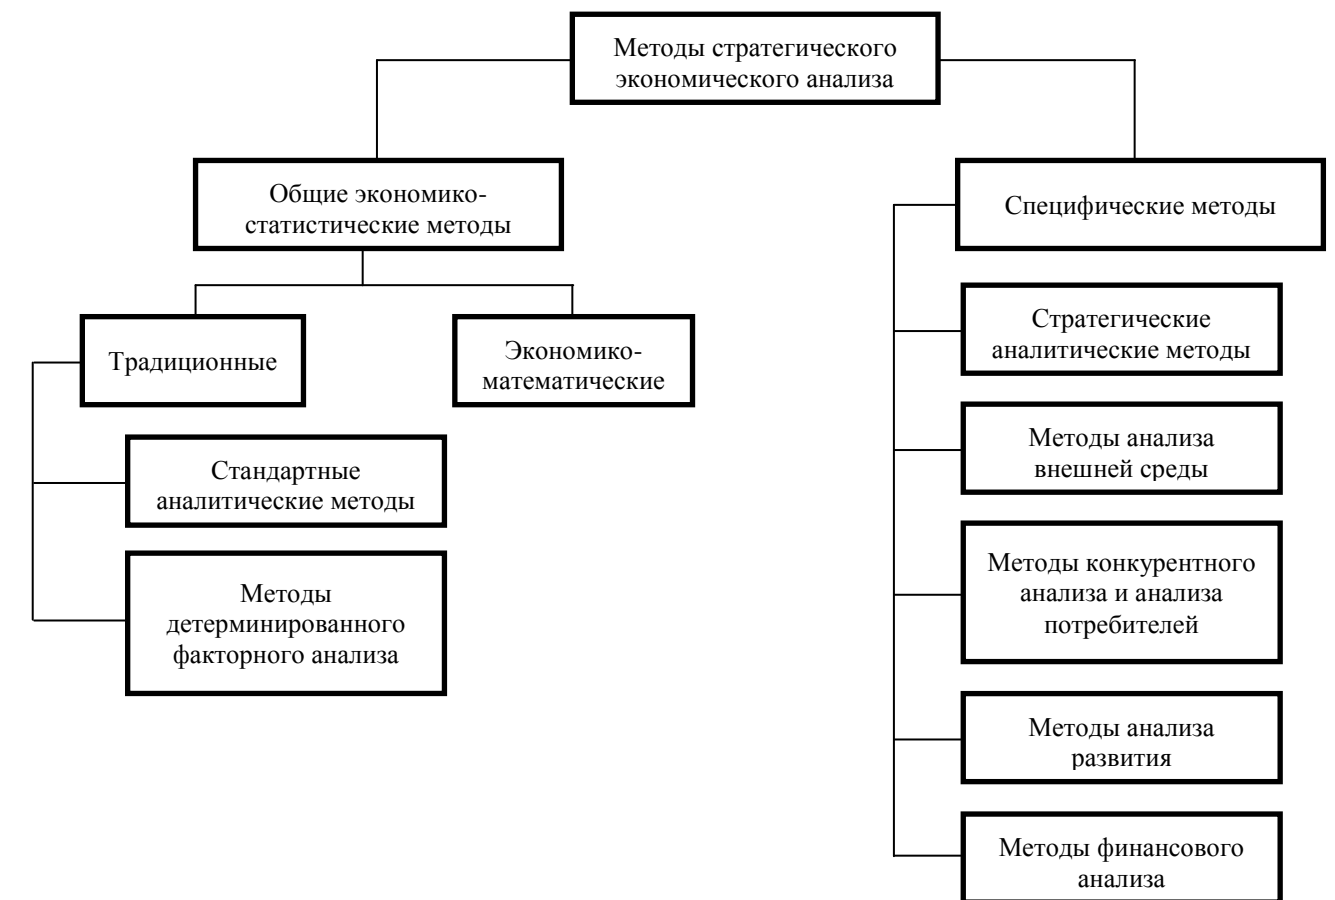 Методы стратегического
экономического анализа
Общие экономико-
статистические методы
Специфические методы
Традиционные
Экономико-
математические
Стандартные
аналитические методы
Методы
детерминированного
факторного анализа
Стратегические
аналитические методы
Методы анализа
внешней среды
Методы конкурентного
анализа и анализа
потребителей
Методы анализа
развития
Методы финансового
анализа